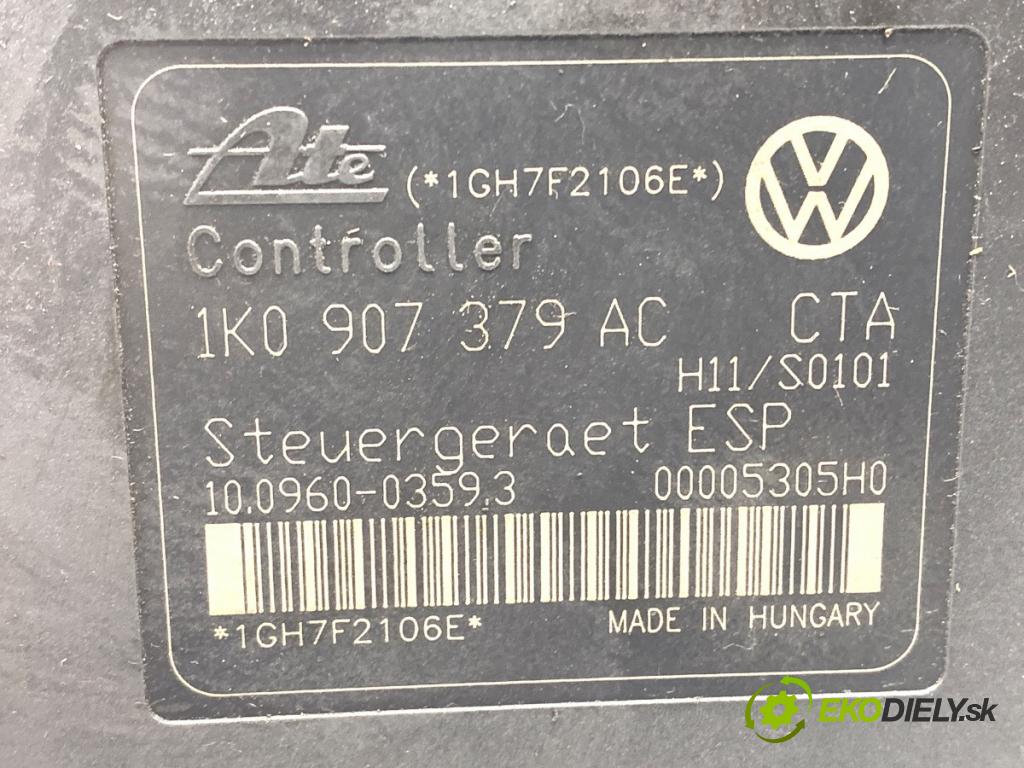 Ate (*1GH7F2106E*)
Controller
1K0 907 379 AC CTA
H11/S0101
Steuergeraet ESP
10.0960-0359.3 00005305H0
*1GH7F2106E* MADE IN HUNGARY
EKODIELY.sk